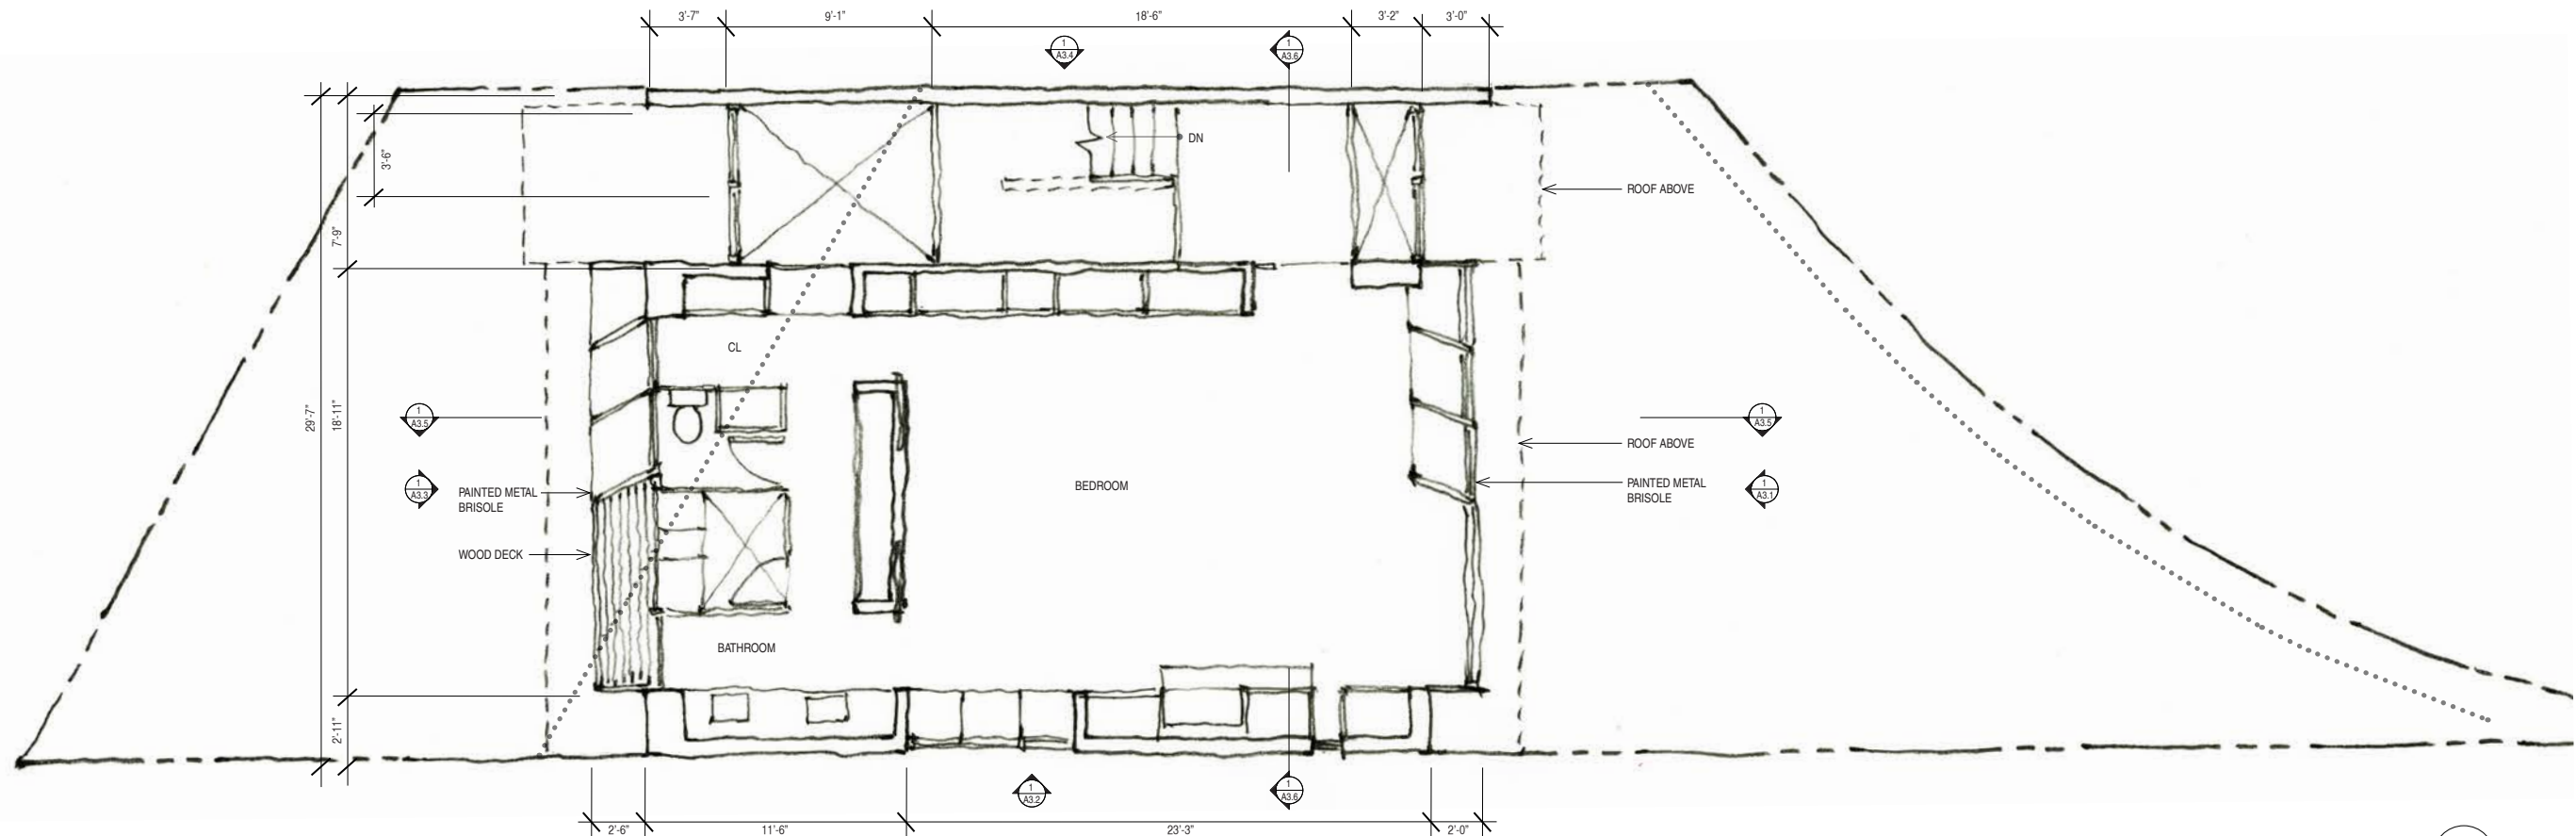 3'-7"
9'-1"
18'-6"
3'-2"
3'-0"
1
A3.4
1
A3.6
DN
3'-6"
7'-9"
ROOF ABOVE
CL
29'-7"
18'-11"
1
A3.5
1
A3.5
ROOF ABOVE
1
A3.3
PAINTED METAL
BRISOLE
BEDROOM
PAINTED METAL
BRISOLE
1
A3.1
WOOD DECK
BATHROOM
2'-11"
1
A3.2
1
A3.6
2'-6"
11'-6"
23'-3"
2'-0"